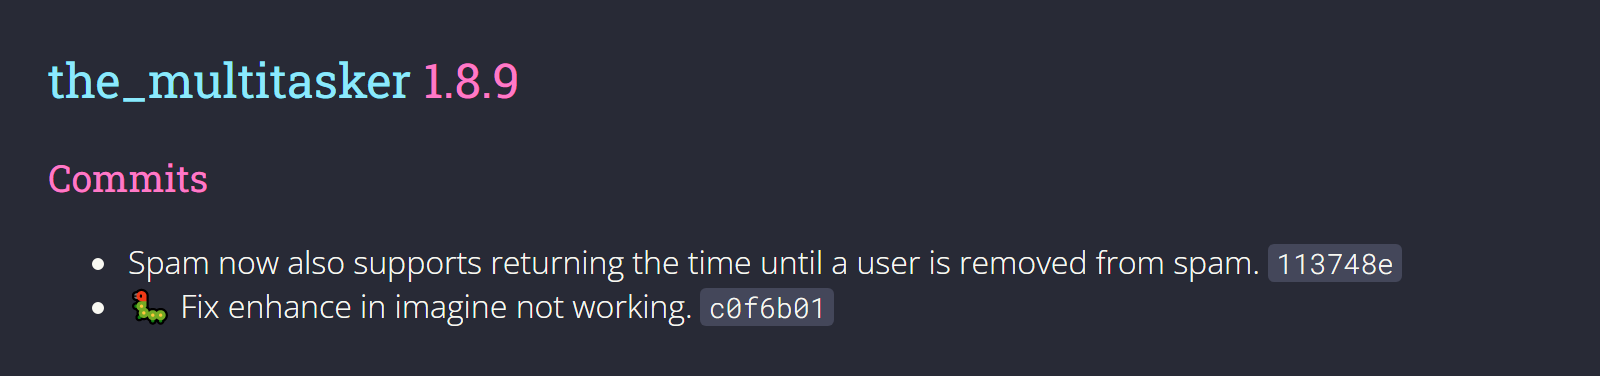 the_multitasker 1.8.9
Commits
• Spam now also supports returning the time until a user is removed from spam. 113748e
• 🐛 Fix enhance in imagine not working. c0f6b01